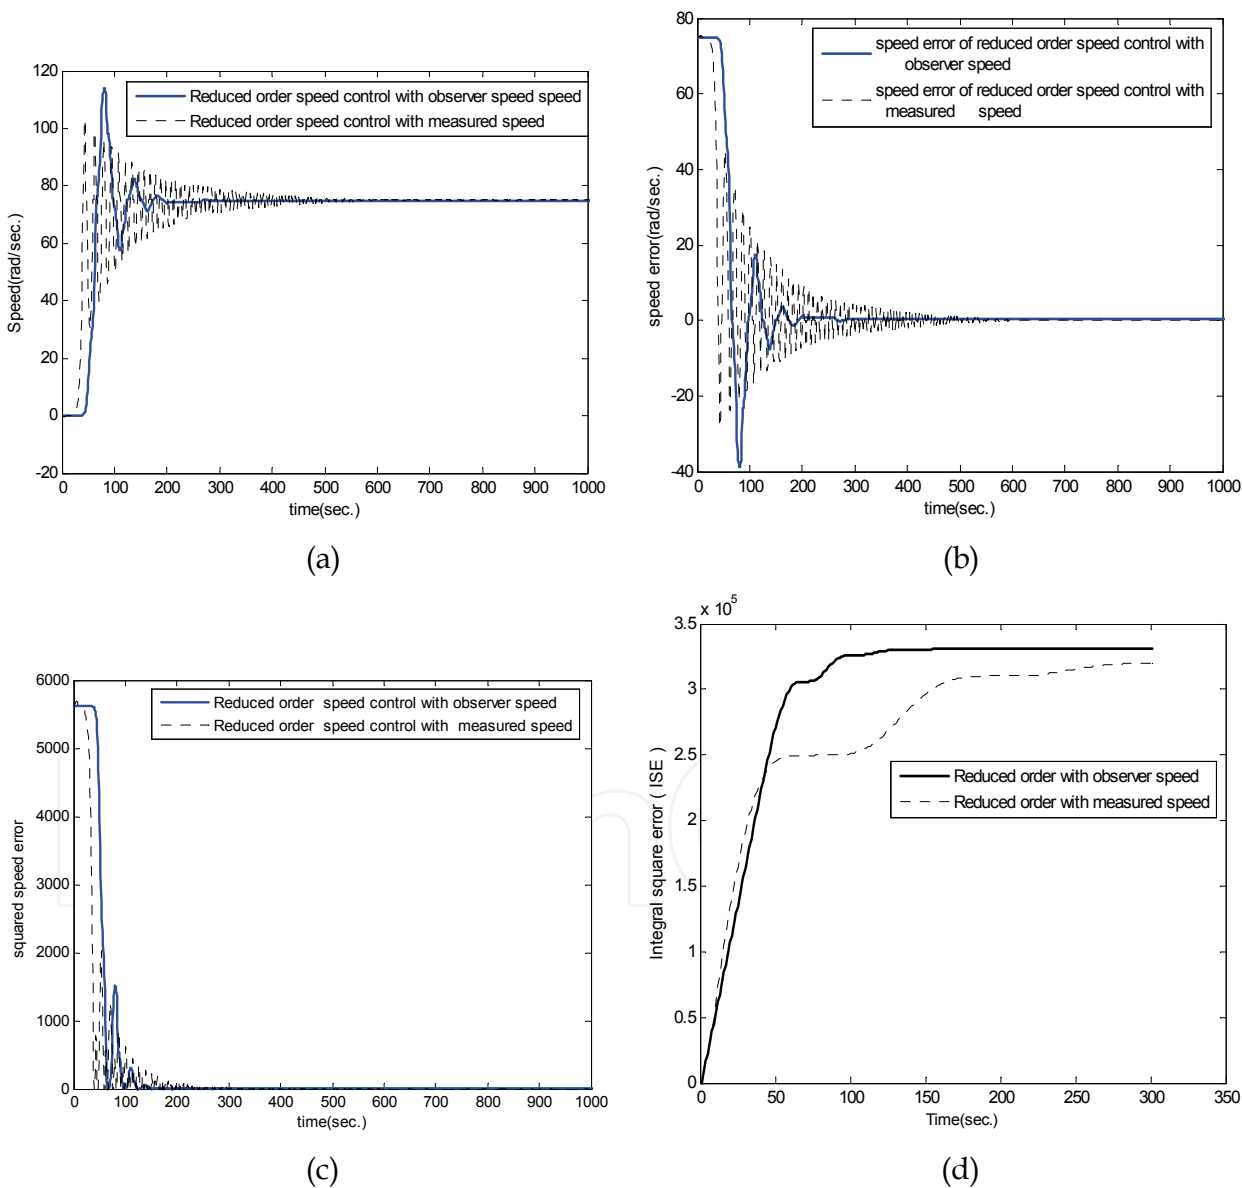 120
100
80
60
40
20
0
-20
Speed(rad/sec.)
Reduced order speed control with observer speed speed
Reduced order speed control with measured speed
0 100 200 300 400 500 600 700 800 900 1000
time(sec.)
(a)
80
60
40
20
0
-20
-40
speed error(rad/sec.)
speed error of reduced order speed control with
observer speed
speed error of reduced order speed control with
measured speed
0 100 200 300 400 500 600 700 800 900 1000
time(sec.)
(b)
6000
5000
4000
3000
2000
1000
0
squared speed error
Reduced order speed control with observer speed
Reduced order speed control with measured speed
0 100 200 300 400 500 600 700 800 900 1000
time(sec.)
(c)
x 10^5
3.5
3
2.5
2
1.5
1
0.5
0
Integral square error ( ISE )
Reduced order with observer speed
Reduced order with measured speed
0 50 100 150 200 250 300 350
Time(sec.)
(d)